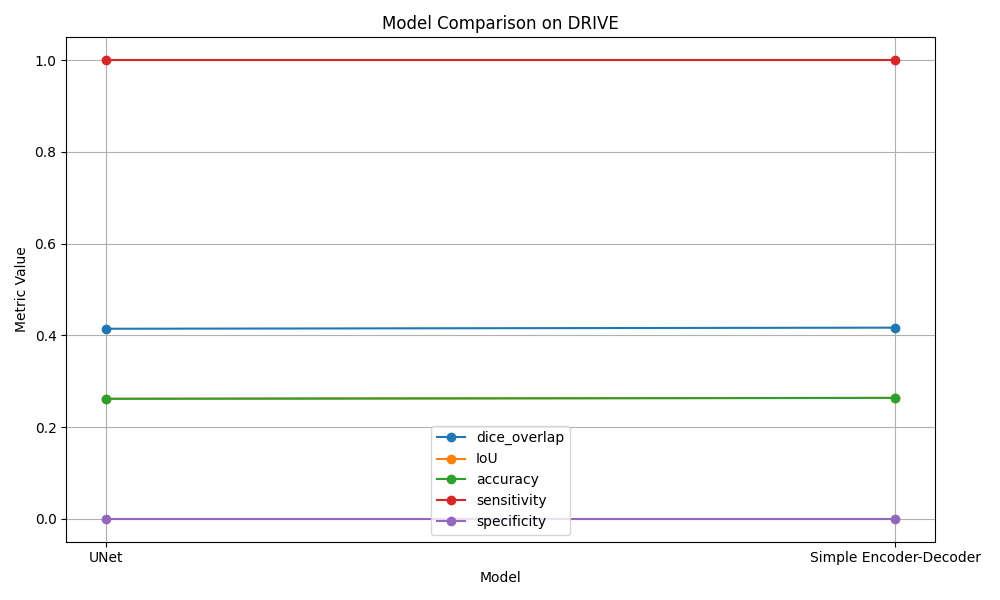 Model Comparison on DRIVE
Metric Value
1.0
0.8
0.6
0.4
0.2
0.0
dice_overlap
IoU
accuracy
sensitivity
specificity
UNet
Simple Encoder-Decoder
Model